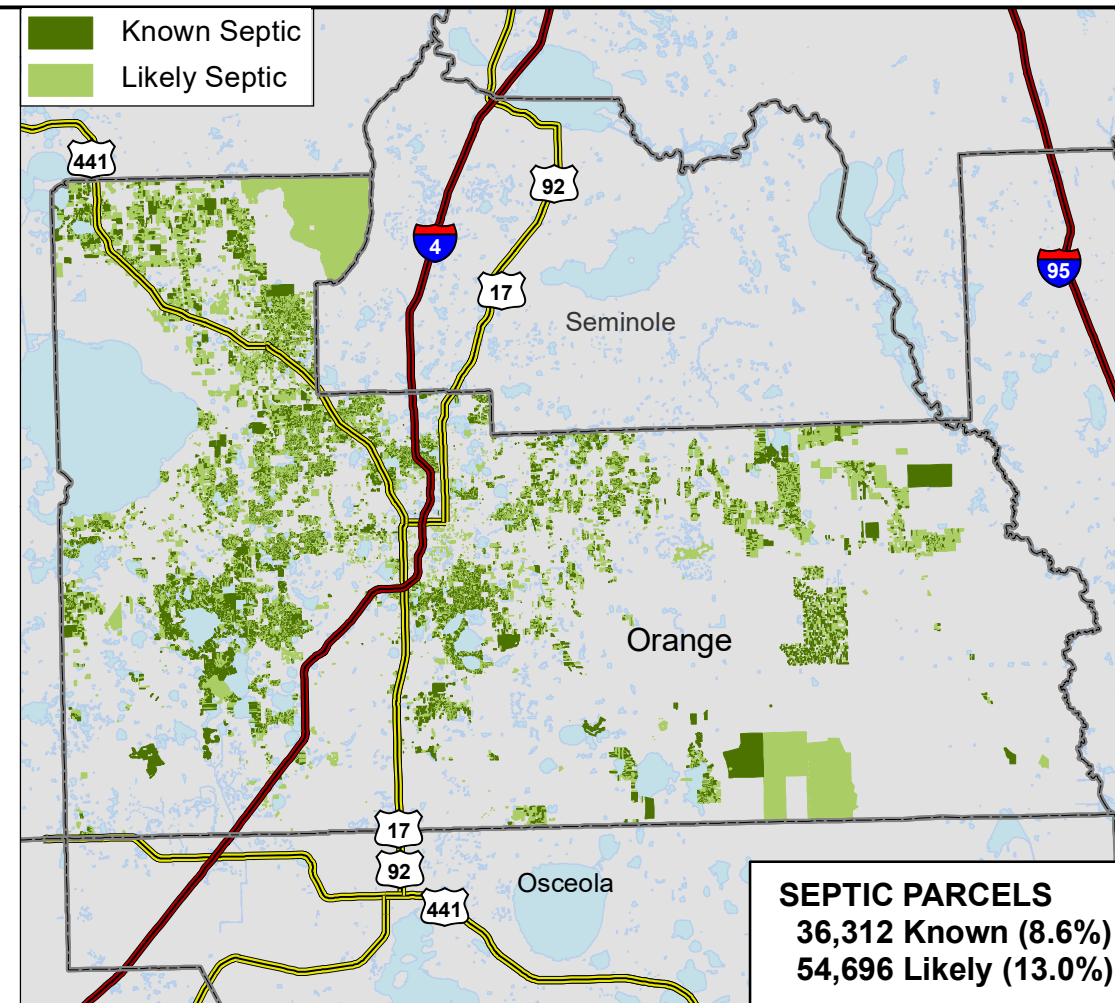 Known Septic
Likely Septic
441
92
4
95
17
Seminole
Orange
17
92
Osceola
441
SEPTIC PARCELS
36,312 Known (8.6%)
54,696 Likely (13.0%)